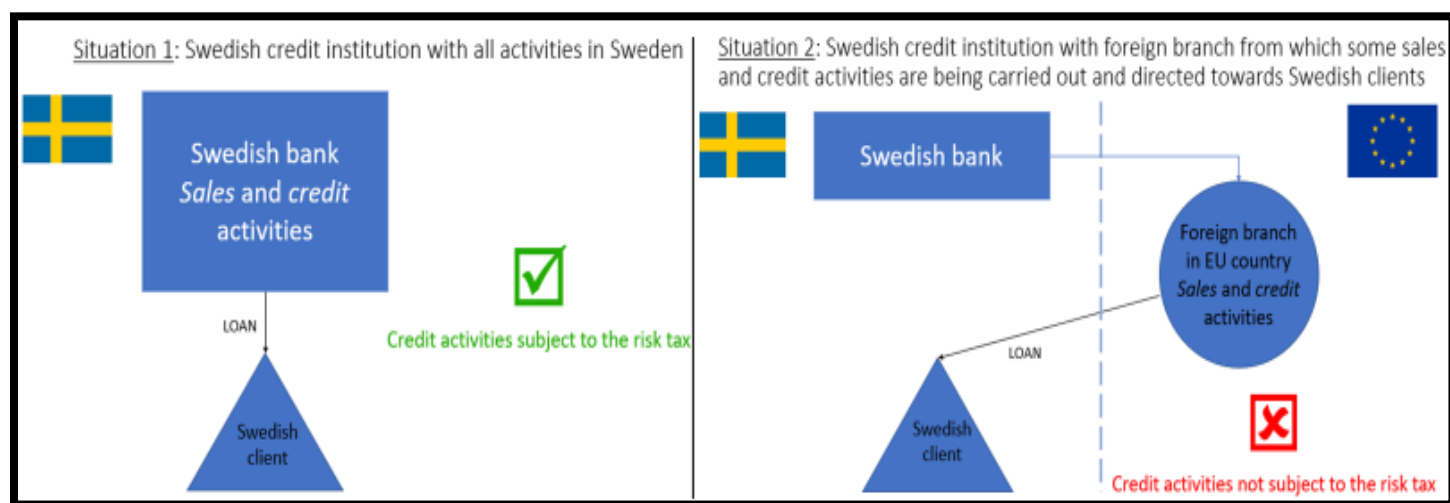 Situation 1: Swedish credit institution with all activities in Sweden
Swedish bank
Sales and credit
activities
LOAN
Credit activities subject to the risk tax
Swedish
client
Situation 2: Swedish credit institution with foreign branch from which some sales
and credit activities are being carried out and directed towards Swedish clients
Swedish bank
Foreign branch
in EU country
Sales and credit
activities
LOAN
Swedish
client
Credit activities not subject to the risk tax